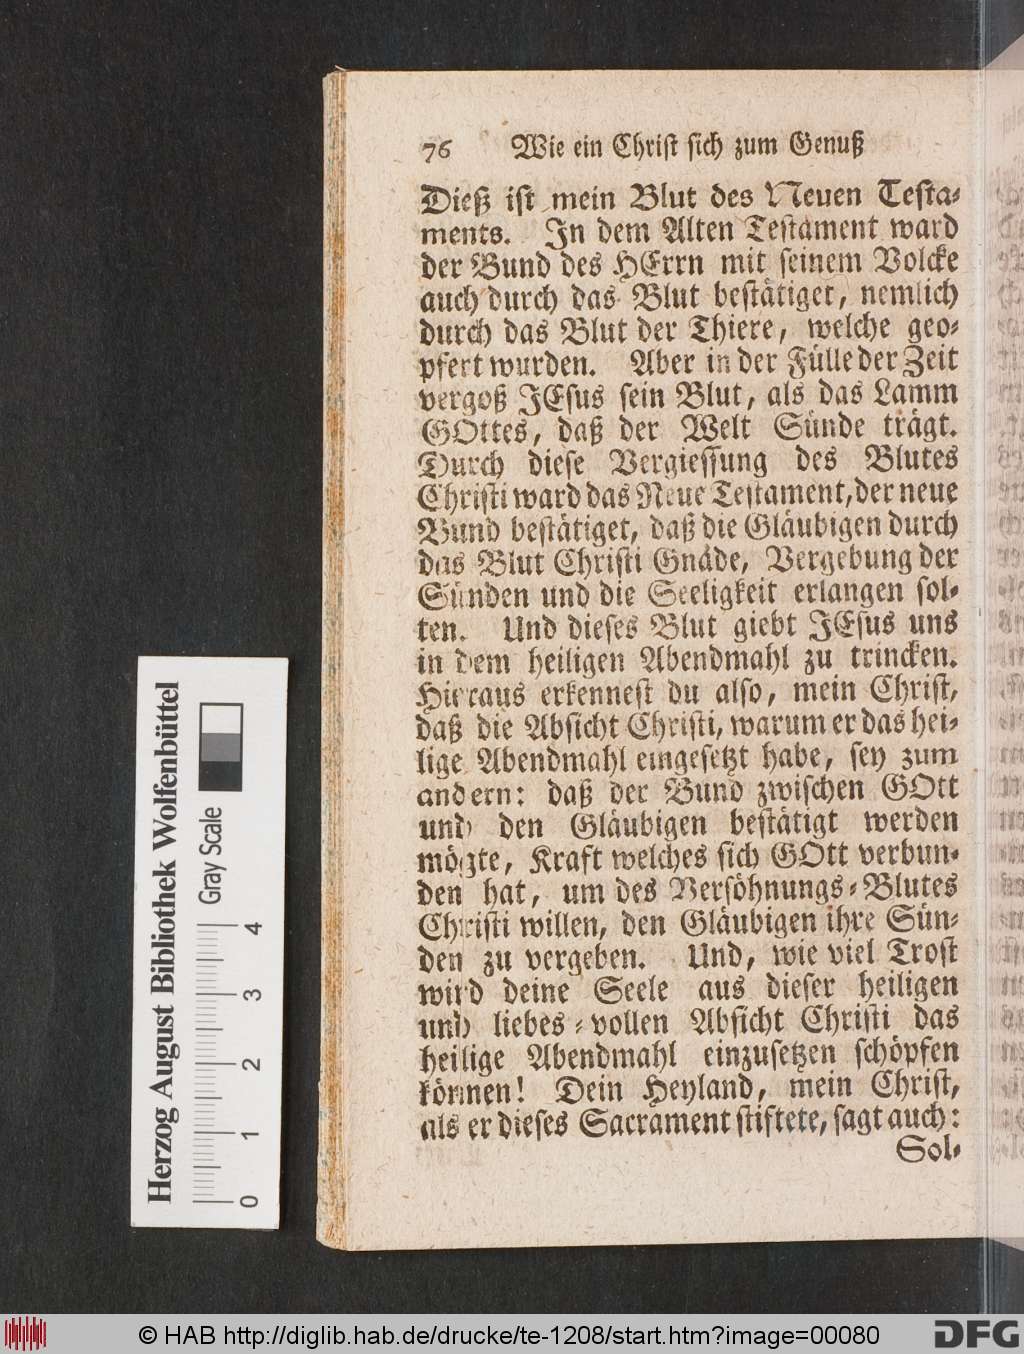 76 Wie ein Christ sich zum Genuß
Dieß ist mein Blut des Neuen Testa-
ments. In dem Alten Testament ward
der Bund des HErrn mit seinem Volcke
auch durch das Blut bestätiget, nemlich
durch das Blut der Thiere, welche geo-
pfert wurden. Aber in der Fülle der Zeit
vergoß JEsus sein Blut, als das Lamm
GOttes, daß der Welt Sünde trägt.
Durch diese Vergiessung des Blutes
Christi ward das Neue Testament, der neue
Bund bestätiget, daß die Gläubigen durch
das Blut Christi Gnade, Vergebung der
Sünden und die Seeligkeit erlangen sol-
ten. Und dieses Blut giebt JEsus uns
in dem heiligen Abendmahl zu trincken.
Hieraus erkennest du also, mein Christ,
daß die Absicht Christi, warum er das hei-
lige Abendmahl eingesetzt habe, sey zum
andern: daß der Bund zwischen GOtt
und den Gläubigen bestätigt werden
mögte, Kraft welches sich GOtt verbun-
den hat, um des Versöhnungs-Blutes
Christi willen, den Gläubigen ihre Sün-
den zu vergeben. Und, wie viel Trost
wird deine Seele aus dieser heiligen
und liebes-vollen Absicht Christi das
heilige Abendmahl einzusetzen schöpfen
können! Dein Heyland, mein Christ,
als er dieses Sacrament stiftete, sagt auch:
Sol-
Herzog August Bibliothek Wolfenbüttel
Gray Scale
0 1 2 3 4
© HAB http://diglib.hab.de/drucke/te-1208/start.htm?image=00080
DFG